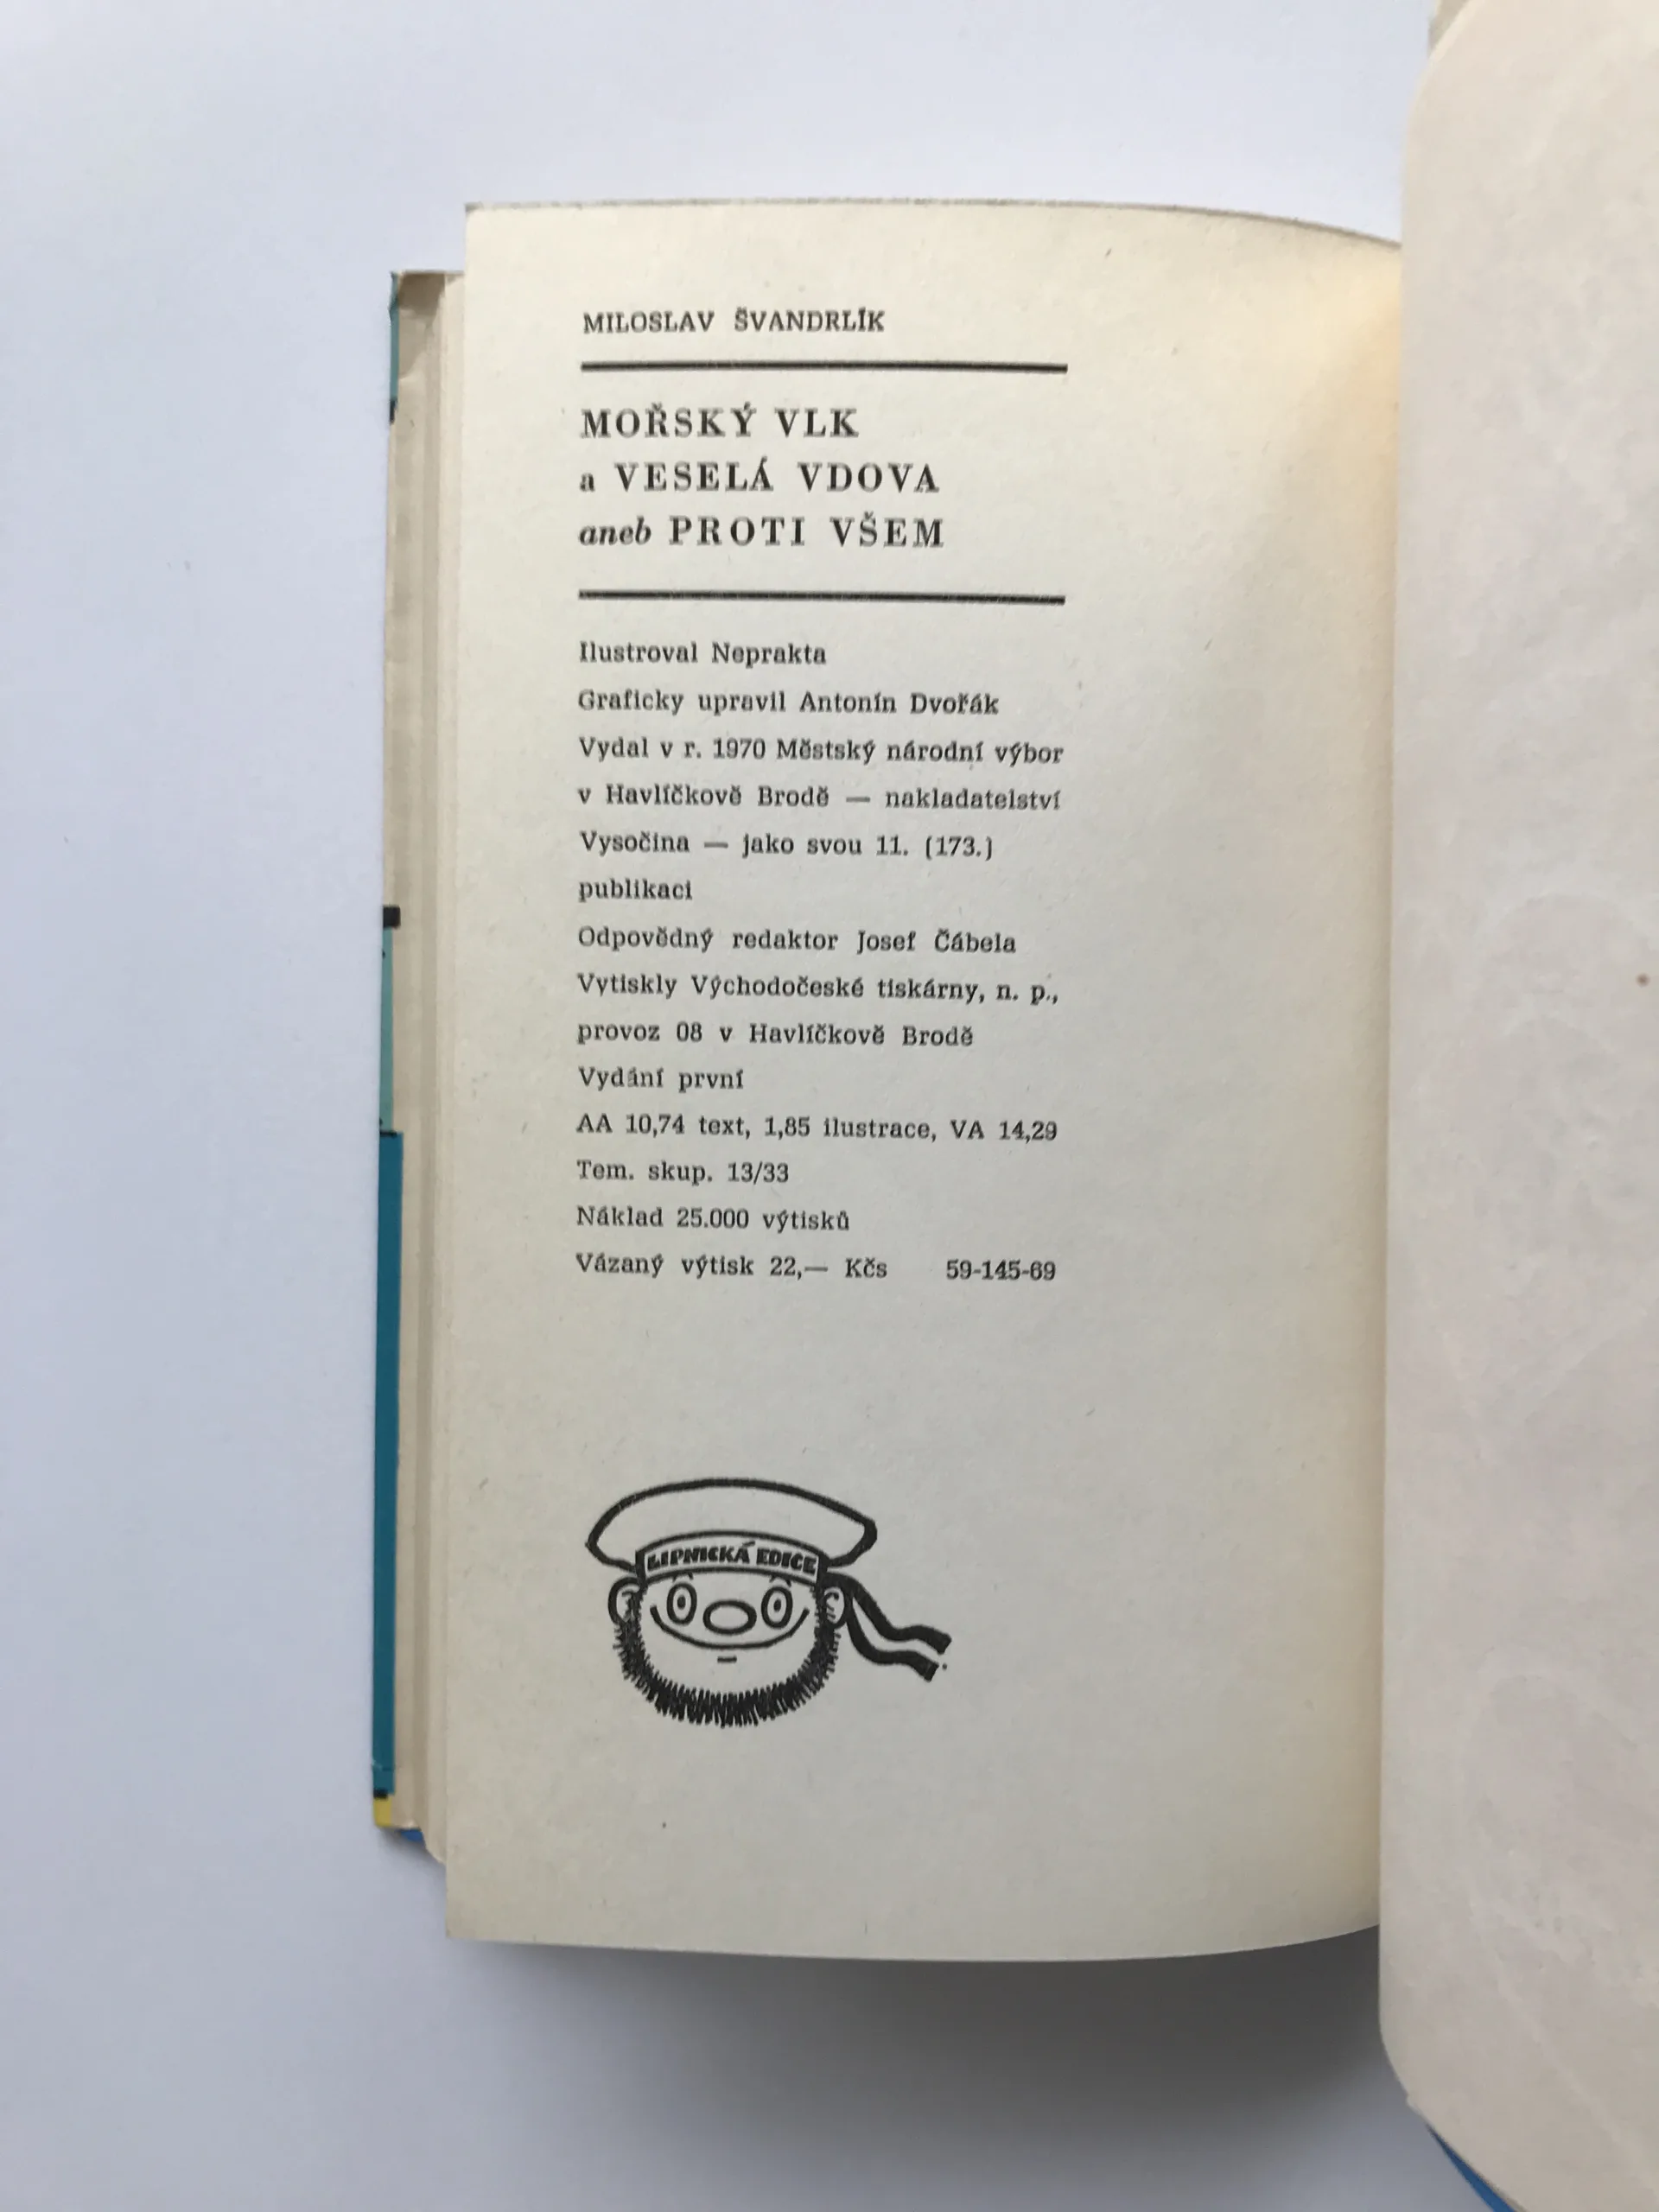 MILOSLAV ŠVANDRLÍK
MOŘSKÝ VLK
a VESELÁ VDOVA
aneb PROTI VŠEM
Ilustroval Neprakta
Graficky upravil Antonín Dvořák
Vydal v r. 1970 Městský národní výbor
v Havlíčkově Brodě — nakladatelství
Vysočina — jako svou 11. (173.)
publikaci
Odpovědný redaktor Josef Čábela
Vytiskly Východočeské tiskárny, n. p.,
provoz 08 v Havlíčkově Brodě
Vydání první
AA 10,74 text, 1,85 ilustrace, VA 14,29
Tem. skup. 13/33
Náklad 25.000 výtisků
Vázaný výtisk 22,— Kčs 59-145-69
LIPNICKÁ EDICE